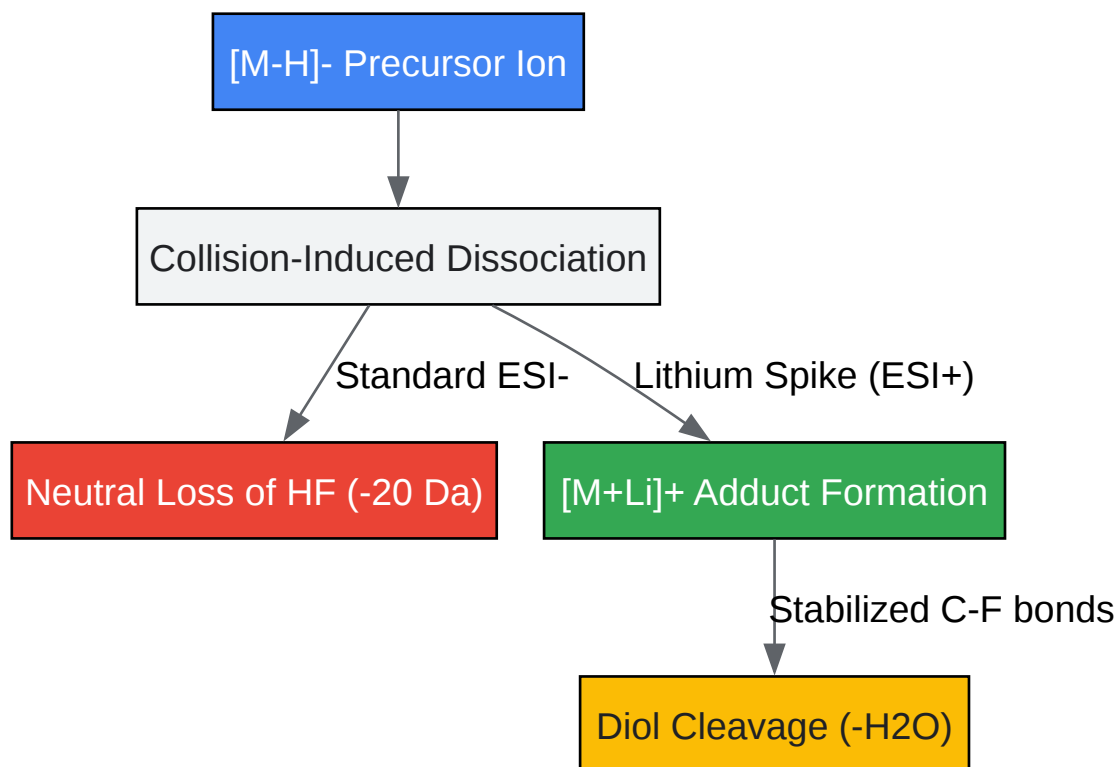 [M-H]- Precursor Ion
Collision-Induced Dissociation
Standard ESI-
Lithium Spike (ESI+)
Neutral Loss of HF (-20 Da)
[M+Li]+ Adduct Formation
Stabilized C-F bonds
Diol Cleavage (-H2O)